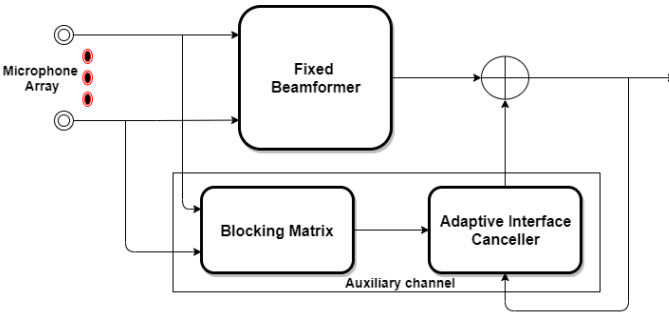 Microphone
Array
Fixed
Beamformer
Blocking Matrix
Adaptive Interface
Canceller
Auxiliary channel